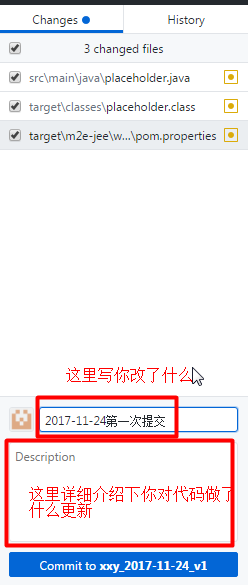 Changes
History
3 changed files
src\main\java\placeholder.java
target\classes\placeholder.class
target\m2e-jee\w...\pom.properties
这里写你改了什么
2017-11-24第一次提交
Description
这里详细介绍下你对代码做了
什么更新
Commit to xxy_2017-11-24_v1